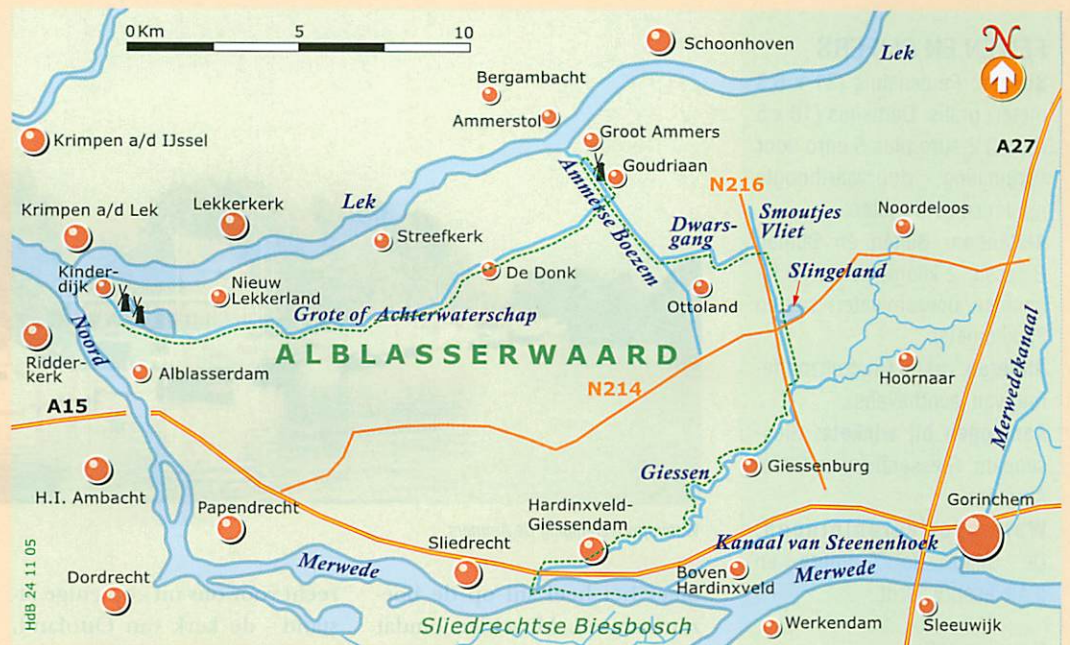 0 Km 5 10
Schoonhoven
N
Lek
Bergambacht
Ammerstol
Groot Ammers
Krimpen a/d IJssel
A27
Goudriaan
N216
Ammerse Boezem
Krimpen a/d Lek
Lekkerkerk
Lek
Smoutjes
Vliet
Noordeloos
Dwars-
gang
Streefkerk
Slingeland
Kinder-
dijk
De Donk
Nieuw
Lekkerland
Ottoland
Grote of Achterwaterschap
Noord
ALBLASSERWAARD
Ridder-
kerk
Alblasserdam
Hoornaar
Merwedekanaal
N214
A15
Giessen
Giessenburg
H.I. Ambacht
Hardinxveld-
Giessendam
Gorinchem
Papendrecht
Sliedrecht
Kanaal van Steenenhoek
Merwede
Boven
Hardinxveld
Merwede
Dordrecht
HdB 24 11 05
Sliedrechtse Biesbosch
Werkendam
Sleeuwijk